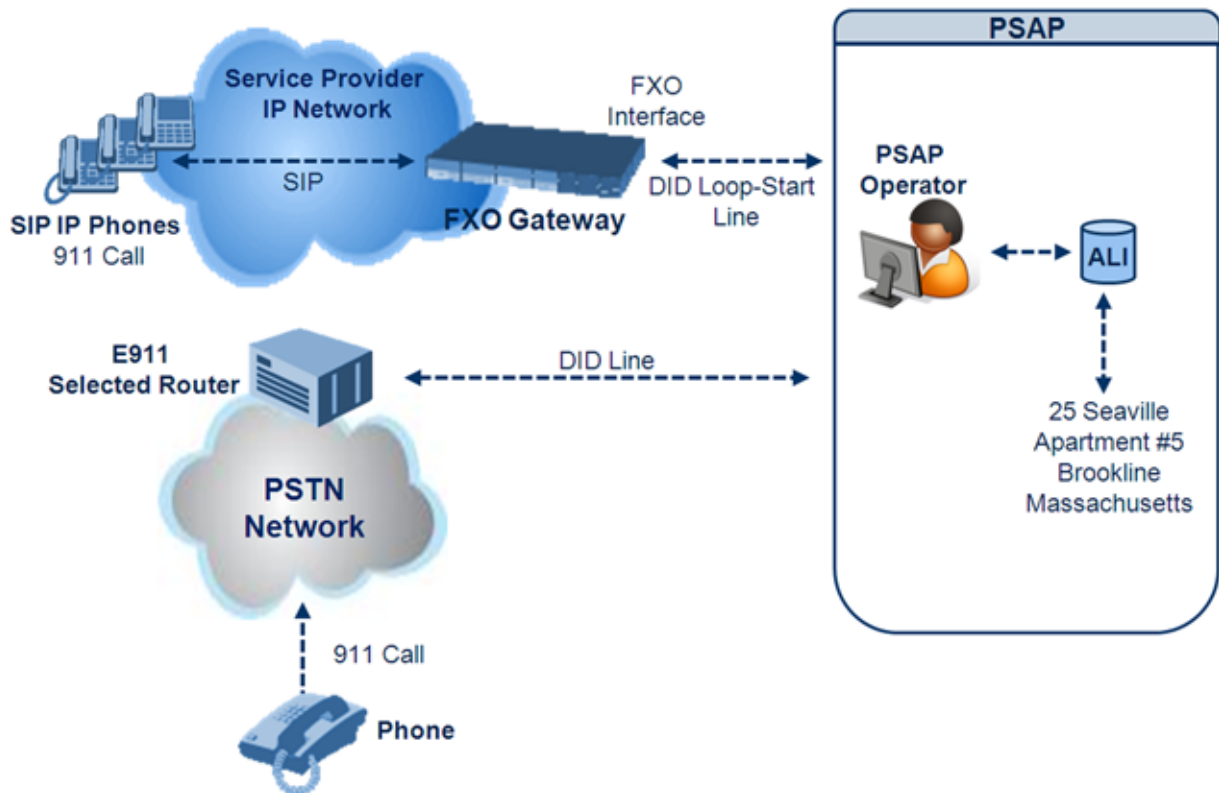 PSAP
Service Provider
IP Network
FXO
Interface
SIP
DID Loop-Start
Line
SIP IP Phones
911 Call
FXO Gateway
PSAP
Operator
ALI
E911
Selected Router
DID Line
25 Seaville
Apartment #5
Brookline
Massachusetts
PSTN
Network
911 Call
Phone